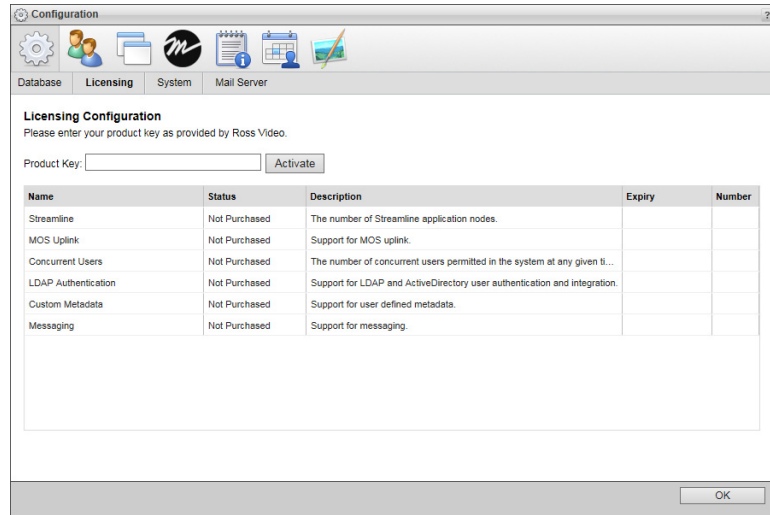 Configuration ?
Database Licensing System Mail Server
Licensing Configuration
Please enter your product key as provided by Ross Video.
Product Key: Activate
Name Status Description Expiry Number
Streamline Not Purchased The number of Streamline application nodes.
MOS Uplink Not Purchased Support for MOS uplink.
Concurrent Users Not Purchased The number of concurrent users permitted in the system at any given ti...
LDAP Authentication Not Purchased Support for LDAP and ActiveDirectory user authentication and integration.
Custom Metadata Not Purchased Support for user defined metadata.
Messaging Not Purchased Support for messaging.
OK